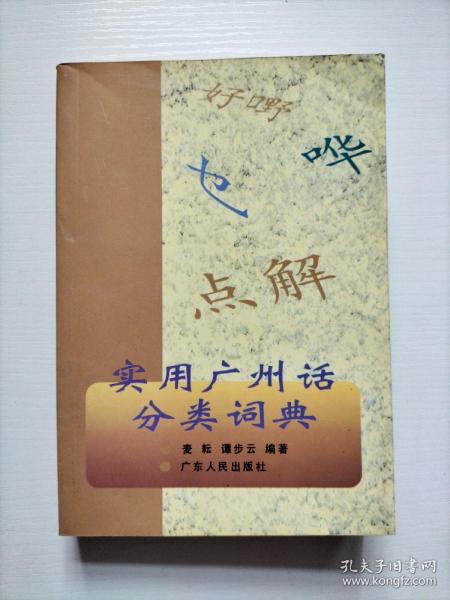 好嘢
哗
乜
点解
实用广州话
分类词典
麦耘 谭步云 编著
广东人民出版社
孔夫子旧书网
www.kongfz.com